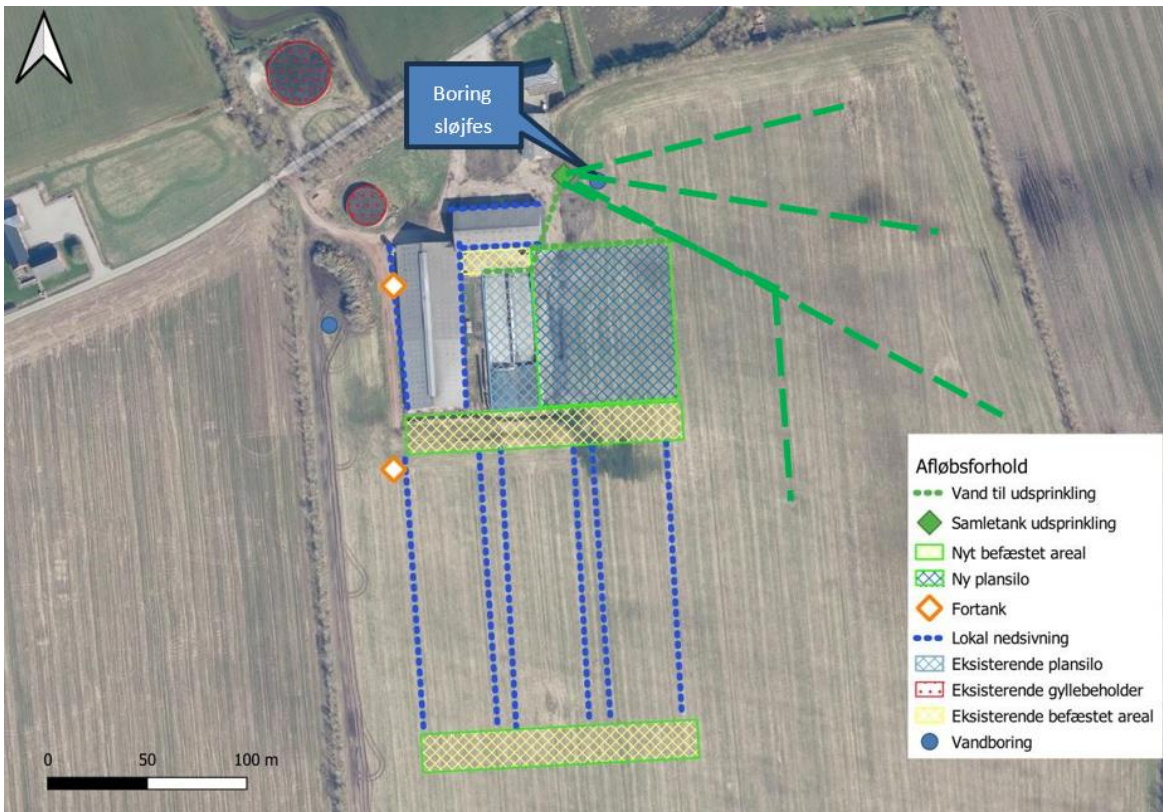 Boring
sløjfes
Afløbsforhold
Vand til udsprinkling
Samletank udsprinkling
Nyt befæstet areal
Ny plansilo
Fortank
Lokal nedsivning
Eksisterende plansilo
Eksisterende gyllebeholder
Eksisterende befæstet areal
Vandboring
0 50 100 m